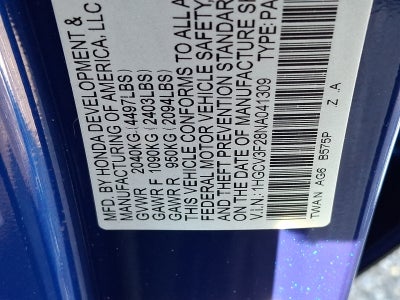 MFD. BY HONDA DEVELOPMENT &
MANUFACTURING OF AMERICA, LLC
GVWR 2040KG (4497LBS)
GAWR F 1090KG (2403LBS)
GAWR R 950KG (2094LBS)
THIS VEHICLE CONFORMS TO ALL A
FEDERAL MOTOR VEHICLE SAFETY,
AND THEFT PREVENTION STANDARD
ON THE DATE OF MANUFACTURE SH
V.I.N.: 1HGCV3F28NA041309 TYPE: PA
TWAN AG6 B575P Z .A